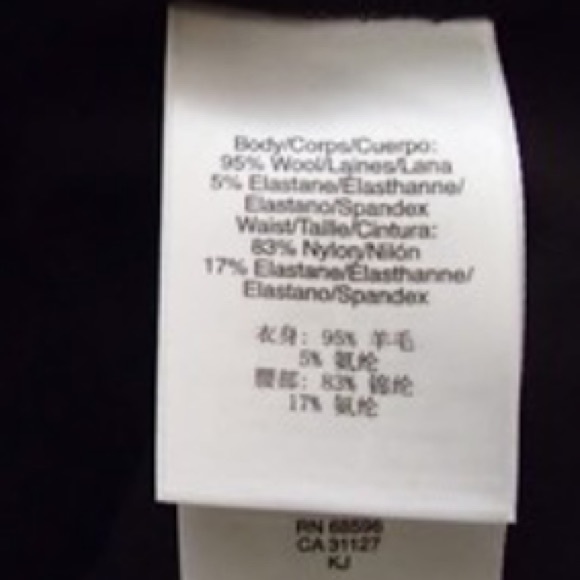 Body/Corps/Cuerpo:
95% Wool/Laines/Lana
5% Elastane/Élasthanne/
Elastano/Spandex
Waist/Taille/Cintura:
83% Nylon/Nilón
17% Elastane/Élasthanne/
Elastano/Spandex
衣身: 95% 羊毛
5% 氨纶
腰部: 83% 锦纶
17% 氨纶
RN 68596
CA 31127
KJ